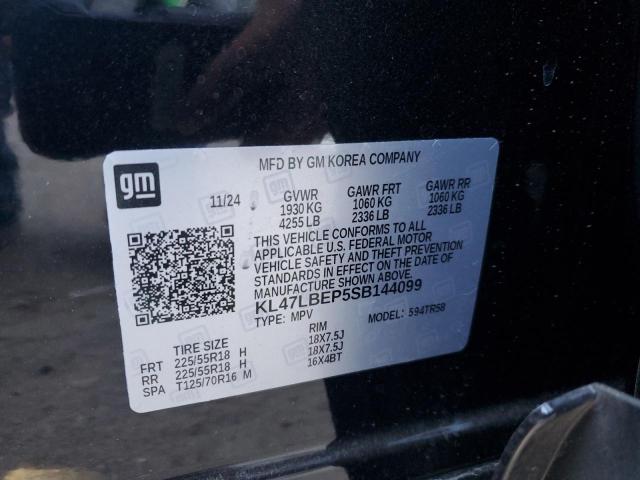 MFD BY GM KOREA COMPANY
gm
11/24 GVWR GAWR FRT GAWR RR
1930 KG 1060 KG 1060 KG
4255 LB 2336 LB 2336 LB
THIS VEHICLE CONFORMS TO ALL
APPLICABLE U.S. FEDERAL MOTOR
VEHICLE SAFETY AND THEFT PREVENTION
STANDARDS IN EFFECT ON THE DATE OF
MANUFACTURE SHOWN ABOVE.
KL47LBEP5SB144099
TYPE: MPV MODEL: 594TR58
TIRE SIZE RIM
FRT 225/55R18 H 18X7.5J
RR 225/55R18 H 18X7.5J
SPA T125/70R16 M 16X4BT